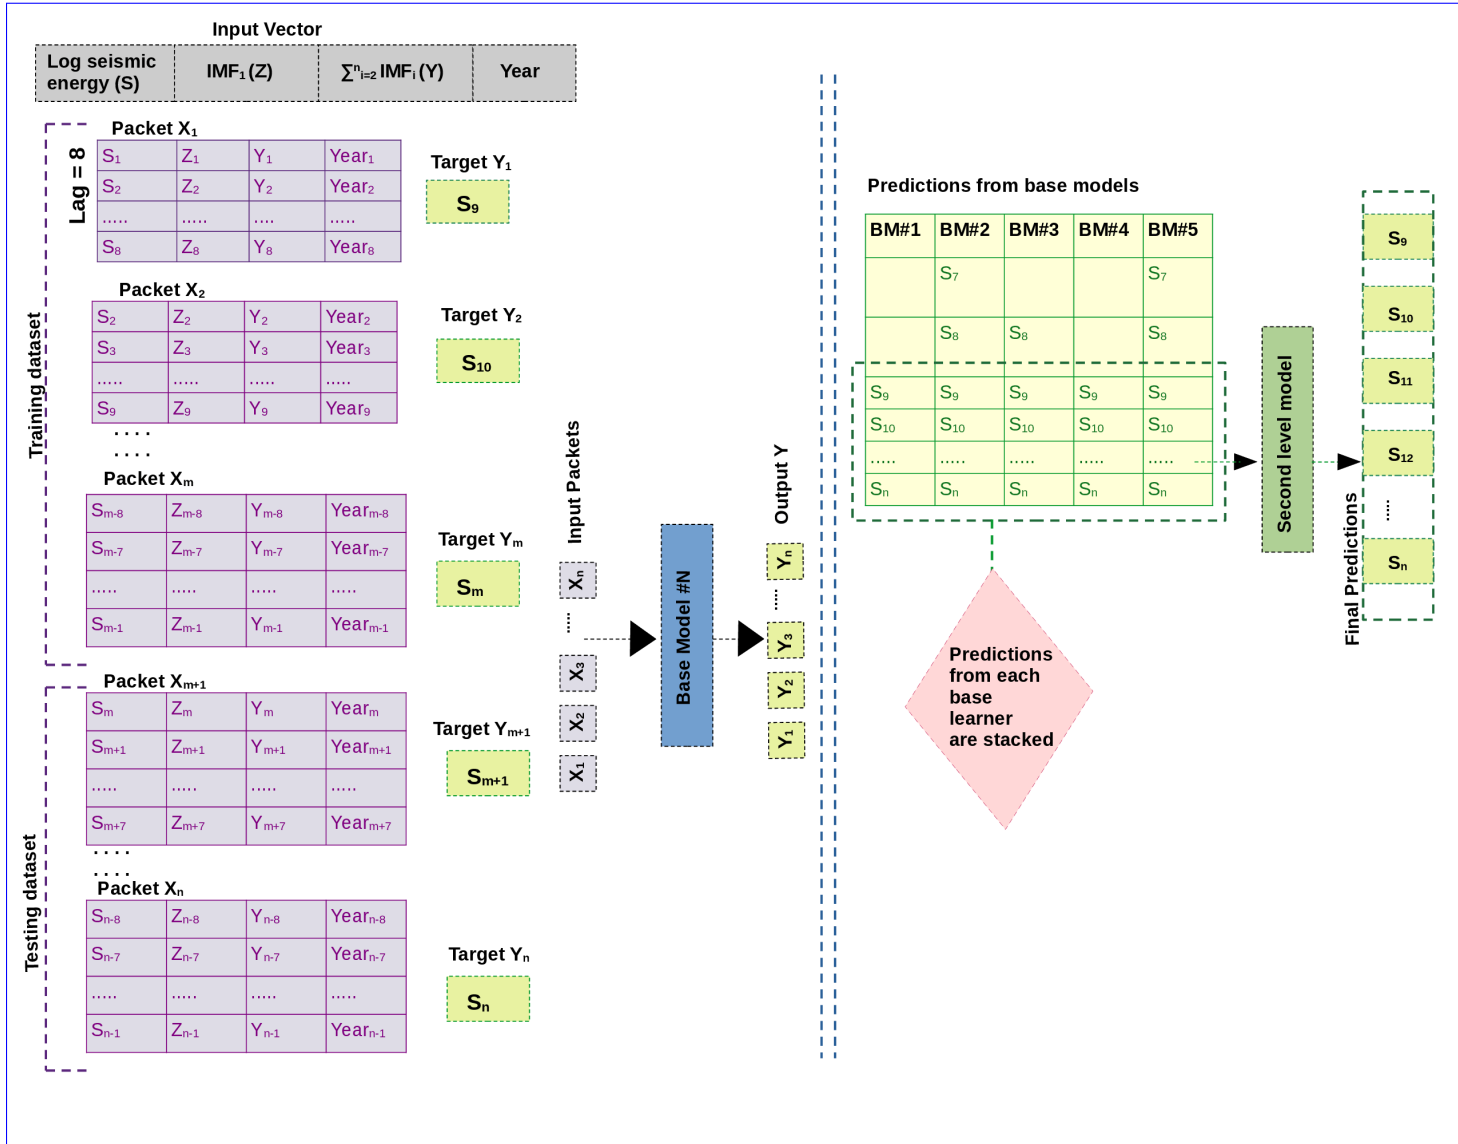 Input Vector
Log seismic energy (S) IMF₁ (Z) ∑ⁿᵢ₌₂ IMFᵢ (Y) Year
Training dataset
Lag = 8
Packet X₁
S₁ Z₁ Y₁ Year₁
S₂ Z₂ Y₂ Year₂
..... ..... .... .....
S₈ Z₈ Y₈ Year₈
Target Y₁
S₉
Packet X₂
S₂ Z₂ Y₂ Year₂
S₃ Z₃ Y₃ Year₃
..... ..... ..... .....
S₉ Z₉ Y₉ Year₉
Target Y₂
S₁₀
. . . .
. . . .
Packet Xₘ
Sₘ₋₈ Zₘ₋₈ Yₘ₋₈ Yearₘ₋₈
Sₘ₋₇ Zₘ₋₇ Yₘ₋₇ Yearₘ₋₇
..... ..... ..... .....
Sₘ₋₁ Zₘ₋₁ Yₘ₋₁ Yearₘ₋₁
Target Yₘ
Sₘ
Testing dataset
Packet Xₘ₊₁
Sₘ Zₘ Yₘ Yearₘ
Sₘ₊₁ Zₘ₊₁ Yₘ₊₁ Yearₘ₊₁
..... ..... ..... .....
Sₘ₊₇ Zₘ₊₇ Yₘ₊₇ Yearₘ₊₇
Target Yₘ₊₁
Sₘ₊₁
. . . .
. . . .
Packet Xₙ
Sₙ₋₈ Zₙ₋₈ Yₙ₋₈ Yearₙ₋₈
Sₙ₋₇ Zₙ₋₇ Yₙ₋₇ Yearₙ₋₇
..... ..... ..... .....
Sₙ₋₁ Zₙ₋₁ Yₙ₋₁ Yearₙ₋₁
Target Yₙ
Sₙ
Input Packets
Xₙ
.....
X₃
X₂
X₁
Base Model #N
Output Y
Yₙ
.....
Y₃
Y₂
Y₁
Predictions from base models
BM#1 BM#2 BM#3 BM#4 BM#5
S₇ S₇
S₈ S₈ S₈
S₉ S₉ S₉ S₉ S₉
S₁₀ S₁₀ S₁₀ S₁₀ S₁₀
..... ..... ..... ..... .....
Sₙ Sₙ Sₙ Sₙ Sₙ
Predictions
from each
base
learner
are stacked
Second level model
Final Predictions
S₉
S₁₀
S₁₁
S₁₂
.....
Sₙ